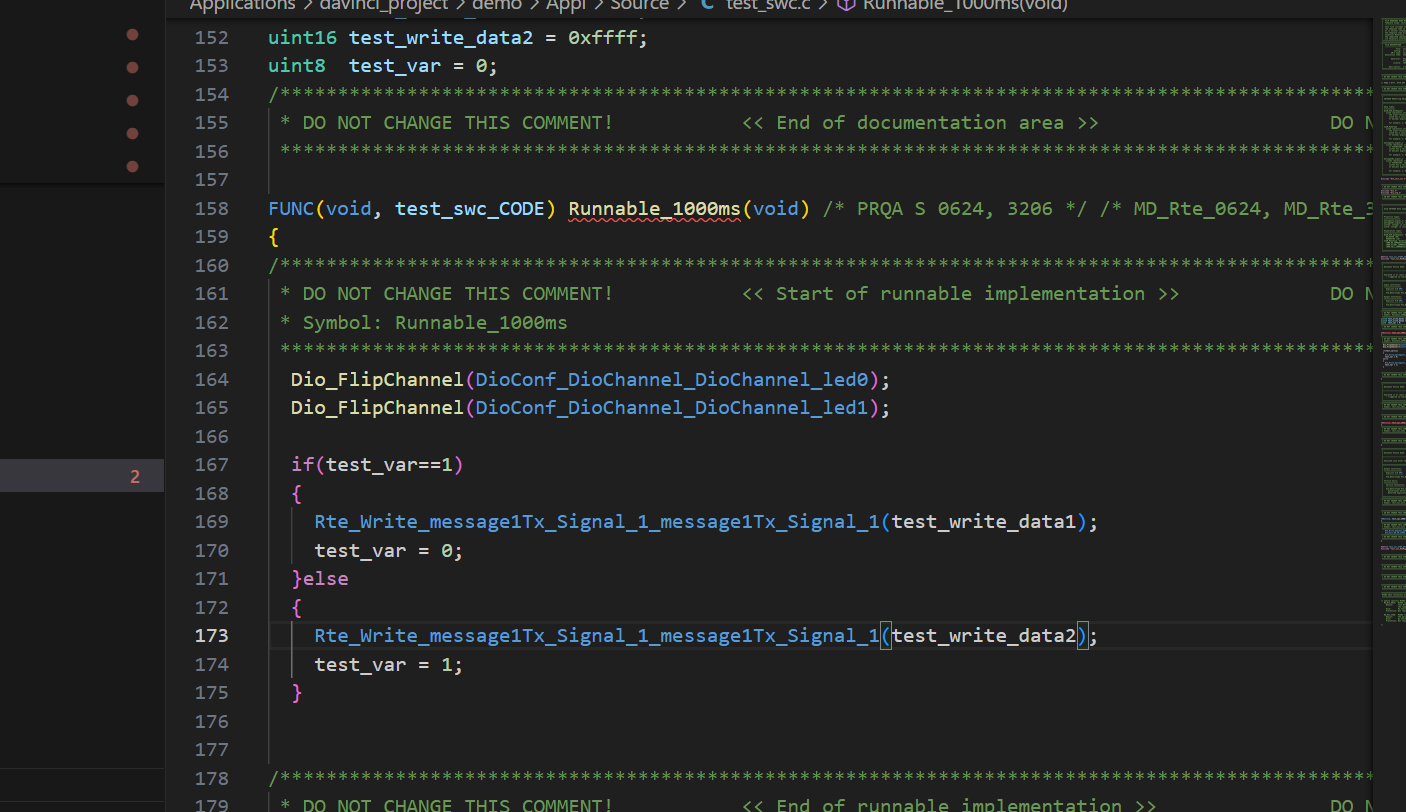 Applications > davinci_project > demo > Appl > Source > C test_swc.c > Runnable_1000ms(void)
152 uint16 test_write_data2 = 0xffff;
153 uint8  test_var = 0;
154 /***********************************************************************************************
155  * DO NOT CHANGE THIS COMMENT!           << End of documentation area >>                    DO N
156  ***********************************************************************************************
157
158 FUNC(void, test_swc_CODE) Runnable_1000ms(void) /* PRQA S 0624, 3206 */ /* MD_Rte_0624, MD_Rte_3
159 {
160 /***********************************************************************************************
161  * DO NOT CHANGE THIS COMMENT!           << Start of runnable implementation >>             DO N
162  * Symbol: Runnable_1000ms
163  ***********************************************************************************************
164   Dio_FlipChannel(DioConf_DioChannel_DioChannel_led0);
165   Dio_FlipChannel(DioConf_DioChannel_DioChannel_led1);
166
167   if(test_var==1)
168   {
169     Rte_Write_message1Tx_Signal_1_message1Tx_Signal_1(test_write_data1);
170     test_var = 0;
171   }else
172   {
2
173     Rte_Write_message1Tx_Signal_1_message1Tx_Signal_1(test_write_data2);
174     test_var = 1;
175   }
176
177
178 /***********************************************************************************************
179  * DO NOT CHANGE THIS COMMENT!           << End of runnable implementation >>               DO N